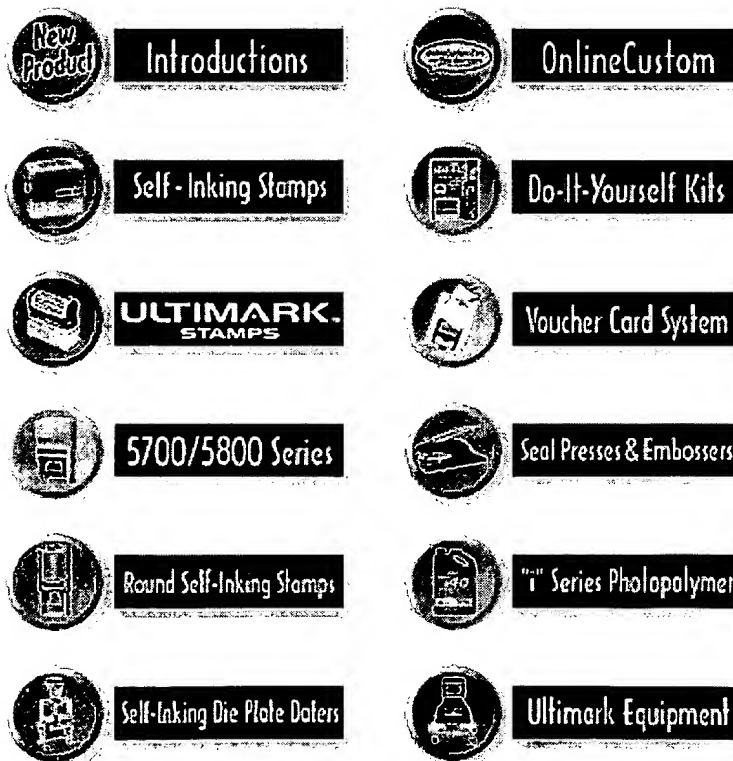 New
Product
Introductions
Self-Inking Stamps
ULTIMARK.
STAMPS
5700/5800 Series
Round Self-Inking Stamps
Self-Inking Die Plate Daters
OnlineCustom
Do-It-Yourself Kits
Voucher Card System
Seal Presses & Embossers
"i" Series Photopolymer
Ultimark Equipment